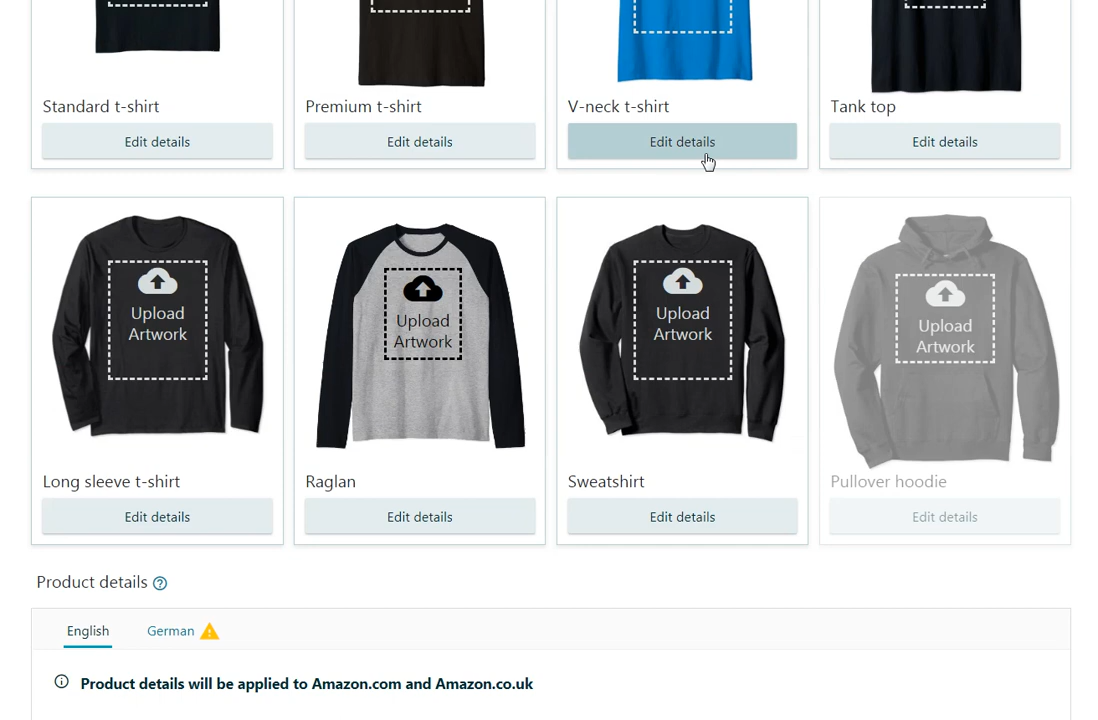 Standard t-shirt
Premium t-shirt
V-neck t-shirt
Tank top
Edit details
Edit details
Edit details
Edit details
Upload
Artwork
Upload
Artwork
Upload
Artwork
Upload
Artwork
Long sleeve t-shirt
Raglan
Sweatshirt
Pullover hoodie
Edit details
Edit details
Edit details
Edit details
Product details
English
German
Product details will be applied to Amazon.com and Amazon.co.uk